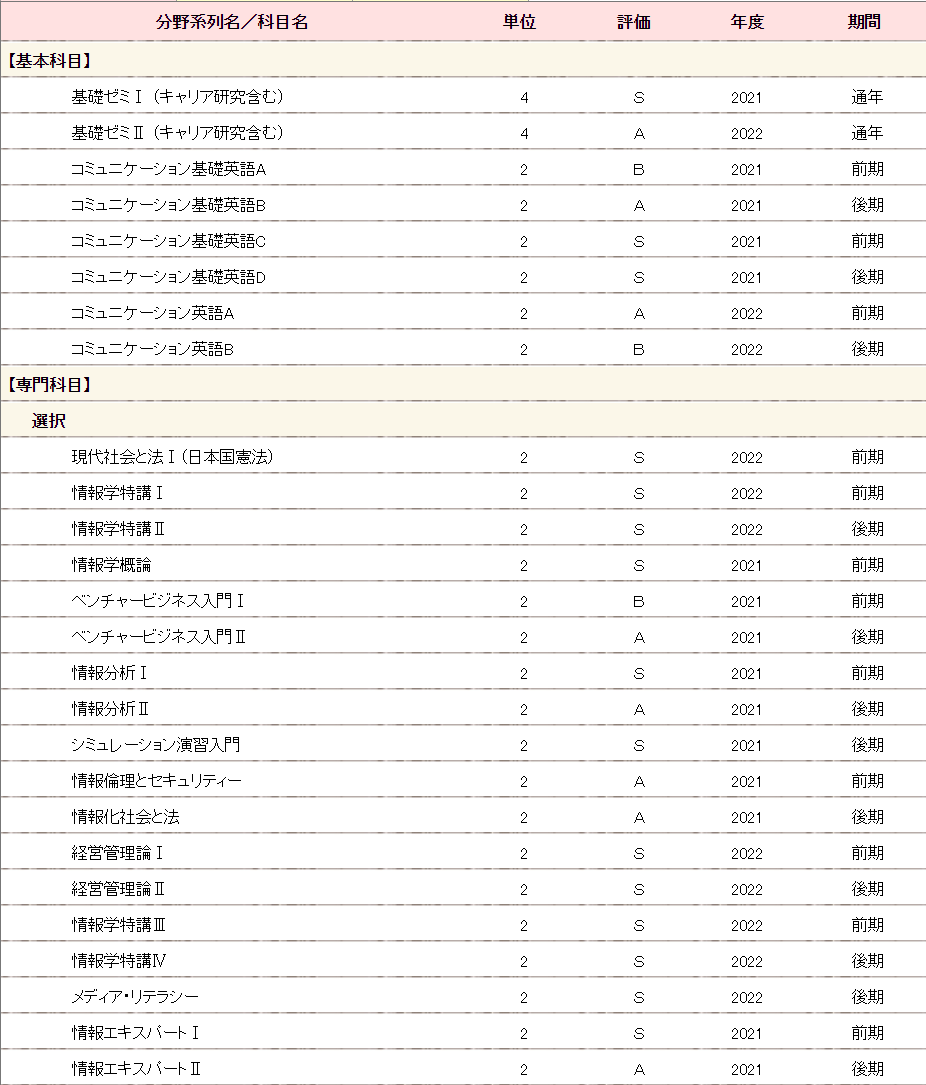 分野系列名／科目名 単位 評価 年度 期間
【基本科目】
基礎ゼミⅠ（キャリア研究含む） 4 S 2021 通年
基礎ゼミⅡ（キャリア研究含む） 4 A 2022 通年
コミュニケーション基礎英語A 2 B 2021 前期
コミュニケーション基礎英語B 2 A 2021 後期
コミュニケーション基礎英語C 2 S 2021 前期
コミュニケーション基礎英語D 2 S 2021 後期
コミュニケーション英語A 2 A 2022 前期
コミュニケーション英語B 2 B 2022 後期
【専門科目】
選択
現代社会と法Ⅰ（日本国憲法） 2 S 2022 前期
情報学特講Ⅰ 2 S 2022 前期
情報学特講Ⅱ 2 S 2022 後期
情報学概論 2 S 2021 前期
ベンチャービジネス入門Ⅰ 2 B 2021 前期
ベンチャービジネス入門Ⅱ 2 A 2021 後期
情報分析Ⅰ 2 S 2021 前期
情報分析Ⅱ 2 A 2021 後期
シミュレーション演習入門 2 S 2021 後期
情報倫理とセキュリティー 2 A 2021 前期
情報化社会と法 2 A 2021 後期
経営管理論Ⅰ 2 S 2022 前期
経営管理論Ⅱ 2 S 2022 後期
情報学特講Ⅲ 2 S 2022 前期
情報学特講Ⅳ 2 S 2022 後期
メディア・リテラシー 2 S 2022 後期
情報エキスパートⅠ 2 S 2021 前期
情報エキスパートⅡ 2 A 2021 後期